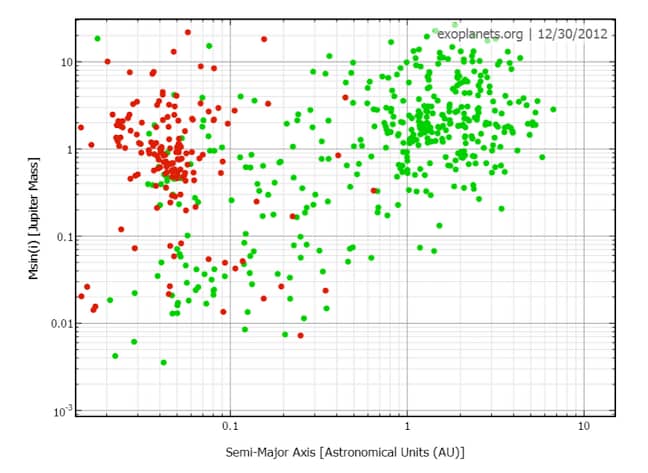 exoplanets.org | 12/30/2012
10
1
0.1
0.01
10⁻³
Msin(i) [Jupiter Mass]
0.1
1
10
Semi-Major Axis [Astronomical Units (AU)]